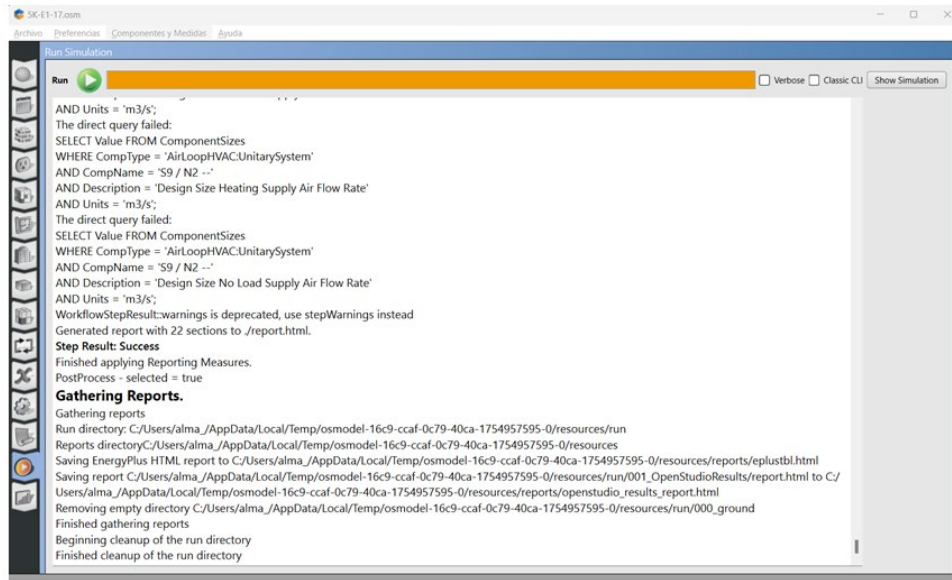 5K-E1-17.osm
Archivo Preferencias Componentes y Medidas Ayuda
Run Simulation
Run Verbose Classic CLI Show Simulation
AND Units = 'm3/s';
The direct query failed:
SELECT Value FROM ComponentSizes
WHERE CompType = 'AirLoopHVAC:UnitarySystem'
AND CompName = 'S9 / N2 --'
AND Description = 'Design Size Heating Supply Air Flow Rate'
AND Units = 'm3/s';
The direct query failed:
SELECT Value FROM ComponentSizes
WHERE CompType = 'AirLoopHVAC:UnitarySystem'
AND CompName = 'S9 / N2 --'
AND Description = 'Design Size No Load Supply Air Flow Rate'
AND Units = 'm3/s';
WorkflowStepResult::warnings is deprecated, use stepWarnings instead
Generated report with 22 sections to ./report.html.
Step Result: Success
Finished applying Reporting Measures.
PostProcess - selected = true
Gathering Reports.
Gathering reports
Run directory: C:/Users/alma_/AppData/Local/Temp/osmodel-16c9-ccaf-0c79-40ca-1754957595-0/resources/run
Reports directoryC:/Users/alma_/AppData/Local/Temp/osmodel-16c9-ccaf-0c79-40ca-1754957595-0/resources
Saving EnergyPlus HTML report to C:/Users/alma_/AppData/Local/Temp/osmodel-16c9-ccaf-0c79-40ca-1754957595-0/resources/reports/eplustbl.html
Saving report C:/Users/alma_/AppData/Local/Temp/osmodel-16c9-ccaf-0c79-40ca-1754957595-0/resources/run/001_OpenStudioResults/report.html to C:/
Users/alma_/AppData/Local/Temp/osmodel-16c9-ccaf-0c79-40ca-1754957595-0/resources/reports/openstudio_results_report.html
Removing empty directory C:/Users/alma_/AppData/Local/Temp/osmodel-16c9-ccaf-0c79-40ca-1754957595-0/resources/run/000_ground
Finished gathering reports
Beginning cleanup of the run directory
Finished cleanup of the run directory